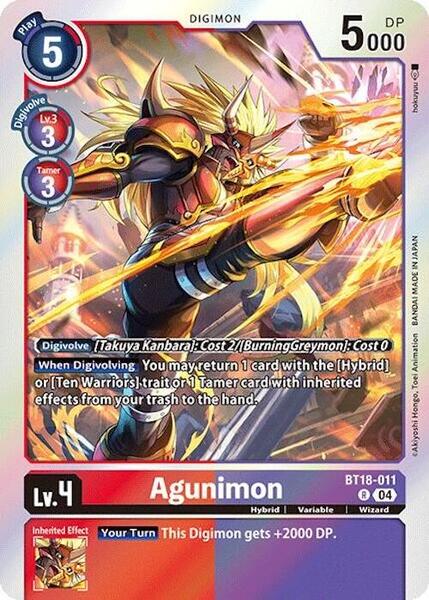 DIGIMON
Play
5
5000
DP
Digivolve
Lv.3
3
Tamer
3
hokuyuu
©Akiyoshi Hongo, Toei Animation BANDAI MADE IN JAPAN
Digivolve [Takuya Kanbara]: Cost 2/[BurningGreymon]: Cost 0
When Digivolving You may return 1 card with the [Hybrid]
or [Ten Warriors] trait or 1 Tamer card with inherited
effects from your trash to the hand.
Lv.4
Agunimon
BT18-011
R 04
Hybrid | Variable | Wizard
Inherited Effect
Your Turn This Digimon gets +2000 DP.